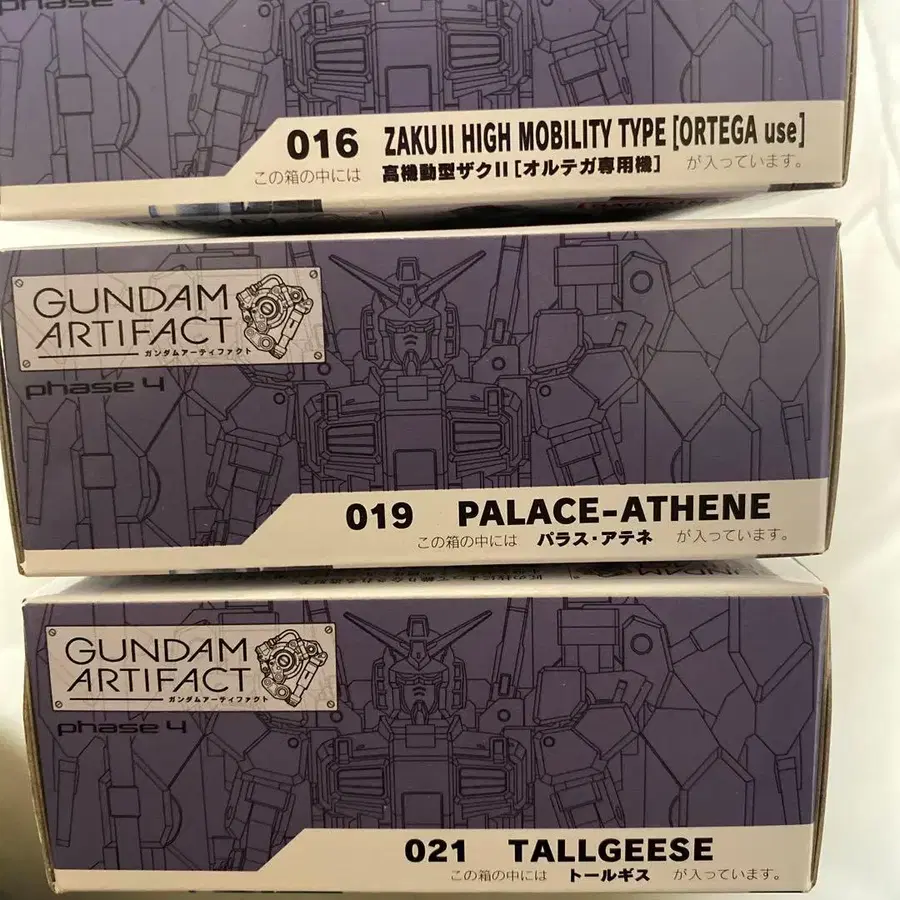 016 ZAKU II HIGH MOBILITY TYPE [ORTEGA use]
この箱の中には 高機動型ザクII [オルテガ専用機] が入っています。
GUNDAM
ARTIFACT
ガンダムアーティファクト
phase 4
019 PALACE-ATHENE
この箱の中には パラス・アテネ が入っています。
GUNDAM
ARTIFACT
ガンダムアーティファクト
phase 4
021 TALLGEESE
この箱の中には トールギス が入っています。